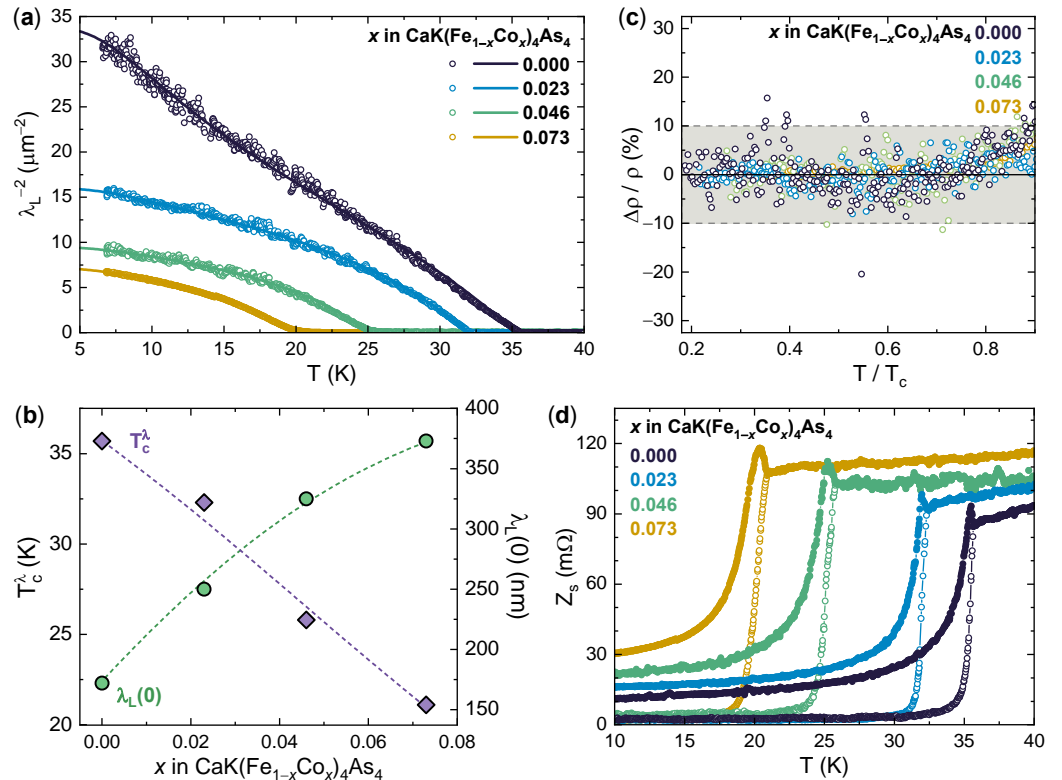 (a)
x in CaK(Fe1−xCox)4As4
0.000
0.023
0.046
0.073
35
30
25
20
15
10
5
0
λL−2 (μm−2)
5 10 15 20 25 30 35 40
T (K)
(c)
x in CaK(Fe1−xCox)4As4
0.000
0.023
0.046
0.073
30
20
10
0
−10
−20
−30
Δρ / ρ (%)
0.2 0.4 0.6 0.8
T / Tc
(b)
35
30
25
20
Tcλ (K)
Tcλ
λL(0)
400
350
300
250
200
150
λL(0) (nm)
0.00 0.02 0.04 0.06 0.08
x in CaK(Fe1−xCox)4As4
(d)
x in CaK(Fe1−xCox)4As4
0.000
0.023
0.046
0.073
120
90
60
30
0
Zs (mΩ)
10 15 20 25 30 35 40
T (K)